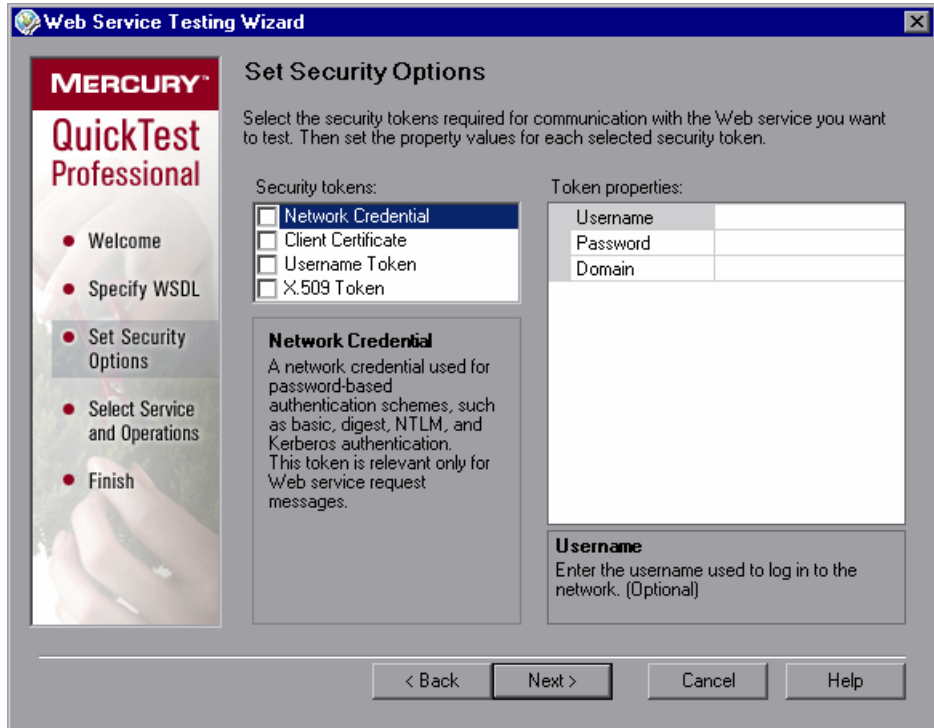 Web Service Testing Wizard
MERCURY™
QuickTest
Professional
Welcome
Specify WSDL
Set Security
Options
Select Service
and Operations
Finish
Set Security Options
Select the security tokens required for communication with the Web service you want
to test. Then set the property values for each selected security token.
Security tokens:
Network Credential
Client Certificate
Username Token
X.509 Token
Network Credential
A network credential used for
password-based
authentication schemes, such
as basic, digest, NTLM, and
Kerberos authentication.
This token is relevant only for
Web service request
messages.
Token properties:
Username
Password
Domain
Username
Enter the username used to log in to the
network. (Optional)
< Back
Next >
Cancel
Help